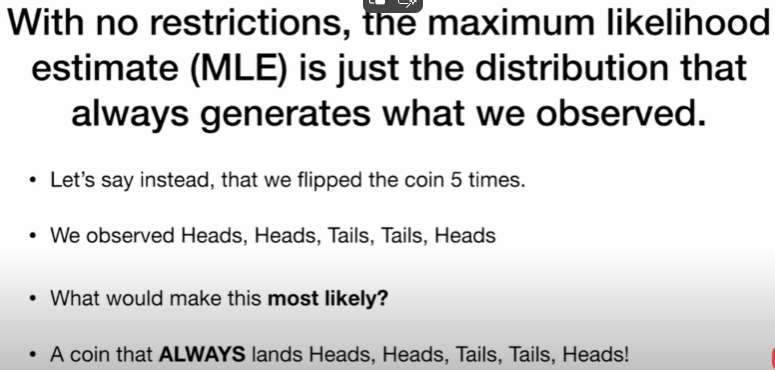 With no restrictions, the maximum likelihood
estimate (MLE) is just the distribution that
always generates what we observed.
• Let's say instead, that we flipped the coin 5 times.
• We observed Heads, Heads, Tails, Tails, Heads
• What would make this most likely?
• A coin that ALWAYS lands Heads, Heads, Tails, Tails, Heads!